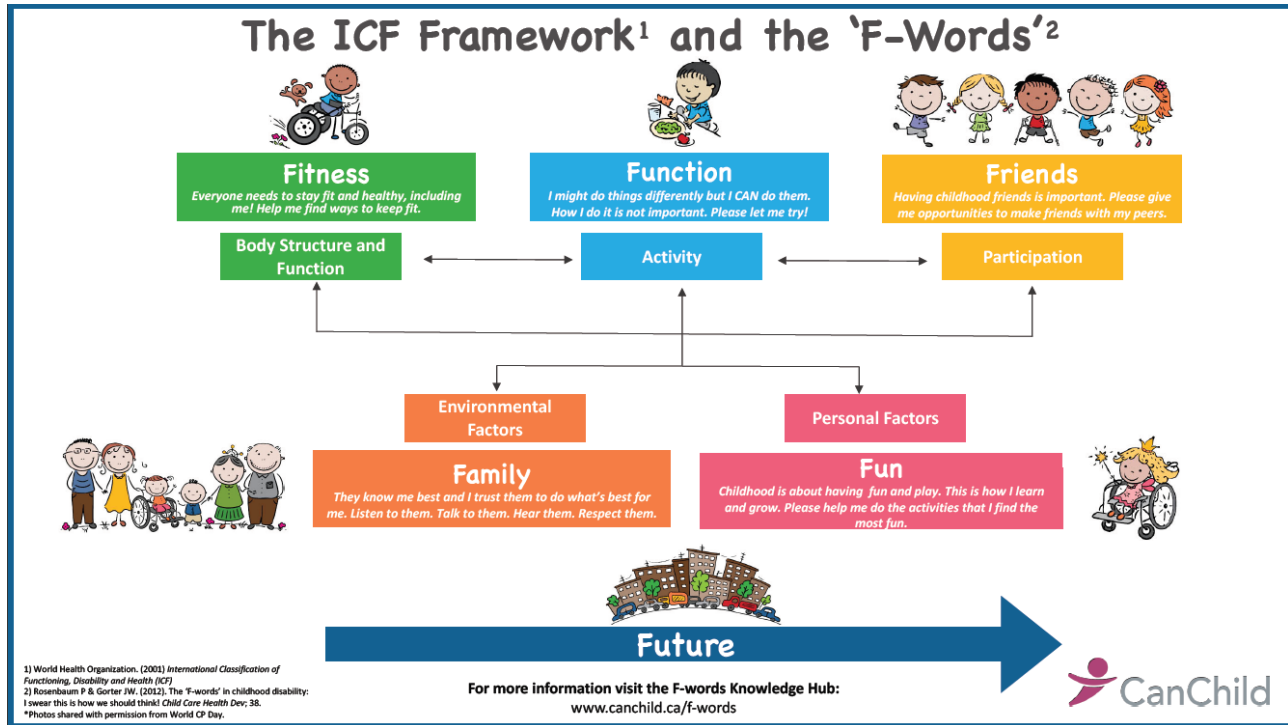 The ICF Framework¹ and the ‘F-Words’²
Fitness
Everyone needs to stay fit and healthy, including
me! Help me find ways to keep fit.
Function
I might do things differently but I CAN do them.
How I do it is not important. Please let me try!
Friends
Having childhood friends is important. Please give
me opportunities to make friends with my peers.
Body Structure and
Function
Activity
Participation
Environmental
Factors
Personal Factors
Family
They know me best and I trust them to do what’s best for
me. Listen to them. Talk to them. Hear them. Respect them.
Fun
Childhood is about having fun and play. This is how I learn
and grow. Please help me do the activities that I find the
most fun.
Future
1) World Health Organization. (2001) International Classification of
Functioning, Disability and Health (ICF)
2) Rosenbaum P & Gorter JW. (2012). The ‘F-words’ in childhood disability:
I swear this is how we should think! Child Care Health Dev; 38.
*Photos shared with permission from World CP Day.
For more information visit the F-words Knowledge Hub:
www.canchild.ca/f-words
CanChild